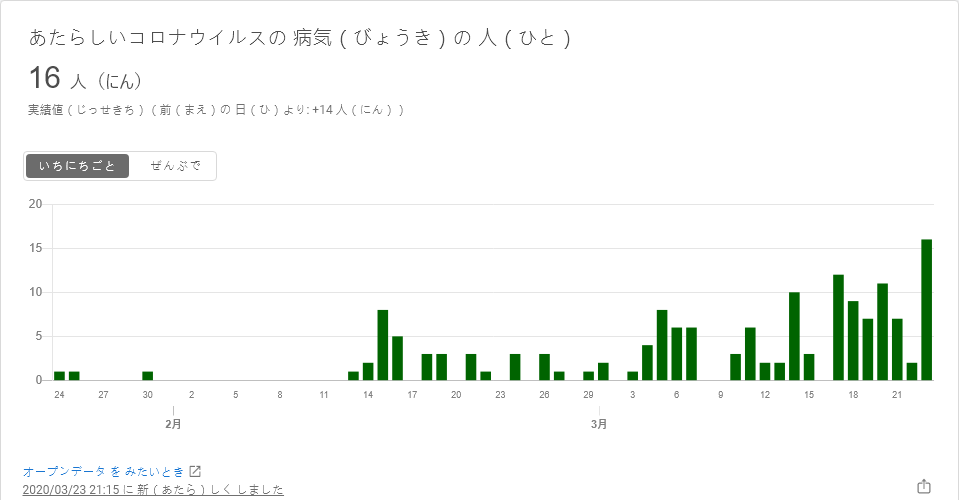 あたらしいコロナウイルスの 病気 ( びょうき ) の 人 ( ひと )
16 人 （にん）
実績値 ( じっせきち ) ( 前 ( まえ ) の 日 ( ひ ) より: +14 人 ( にん ) )
いちにちごと ぜんぶで
20
15
10
5
0
24 27 30 2 5 8 11 14 17 20 23 26 29 3 6 9 12 15 18 21
2月 3月
オープンデータ を みたいとき
2020/03/23 21:15 に 新 ( あたら ) しく しました